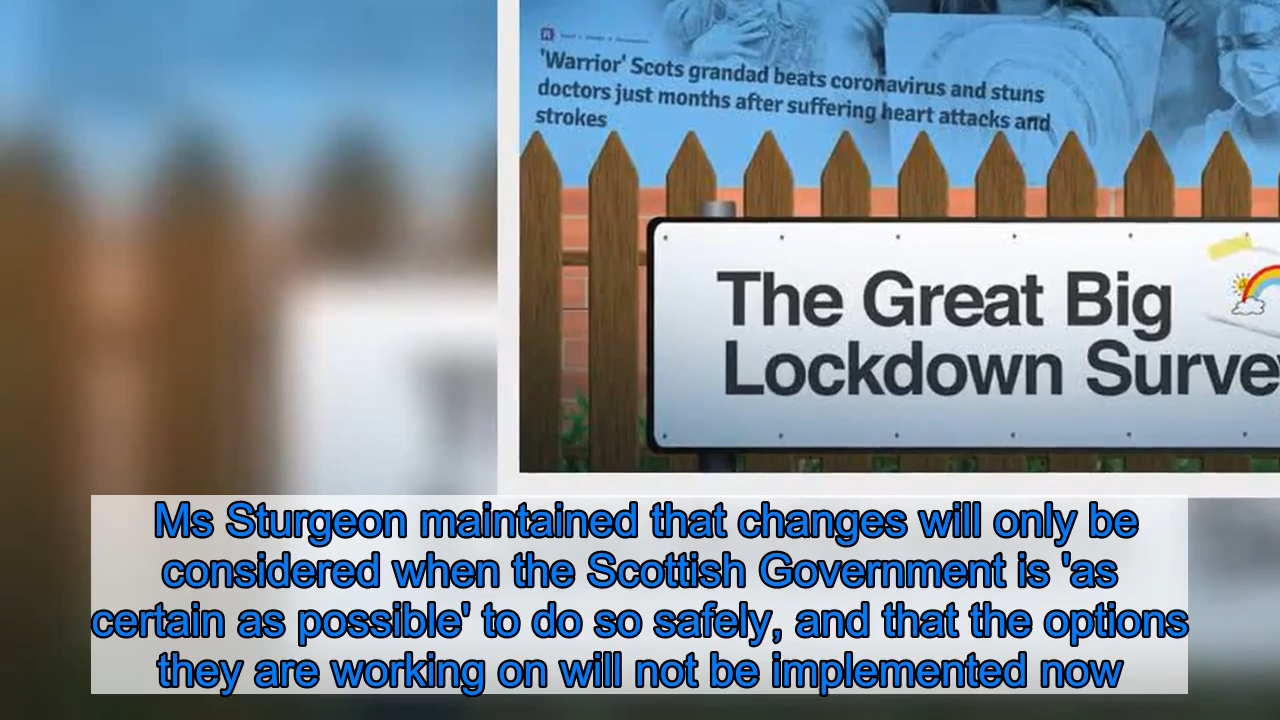 'Warrior' Scots grandad beats coronavirus and stuns
doctors just months after suffering heart attacks and
strokes
The Great Big
Lockdown Surve
Ms Sturgeon maintained that changes will only be
considered when the Scottish Government is 'as
certain as possible' to do so safely, and that the options
they are working on will not be implemented now